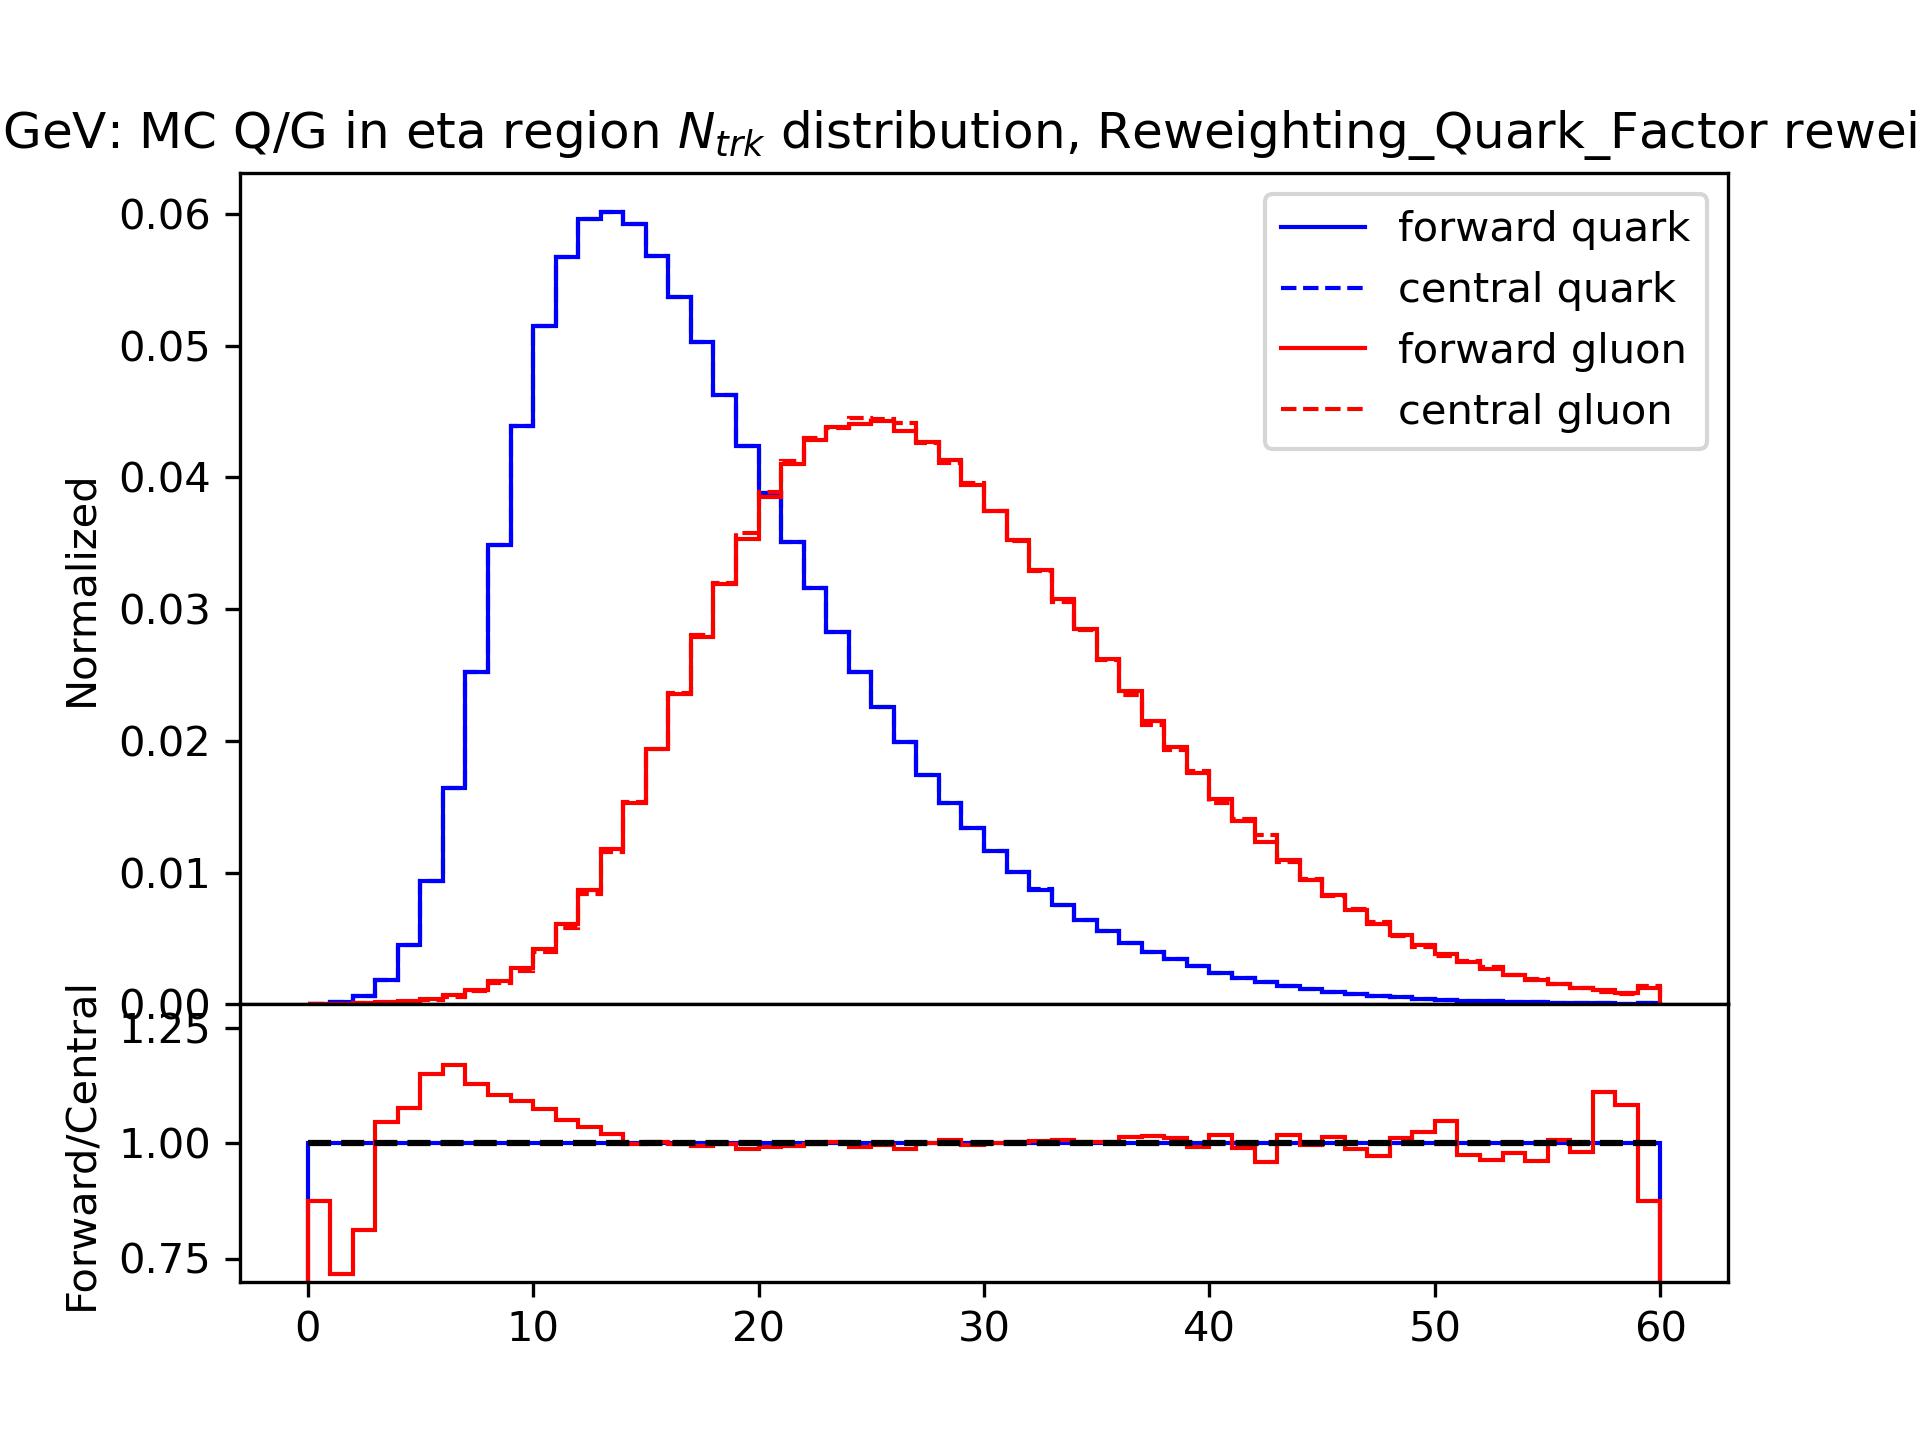 GeV: MC Q/G in eta region N_trk distribution, Reweighting_Quark_Factor rewei
forward quark
central quark
forward gluon
central gluon
Normalized
0.06
0.05
0.04
0.03
0.02
0.01
0.00
Forward/Central
1.25
1.00
0.75
0 10 20 30 40 50 60